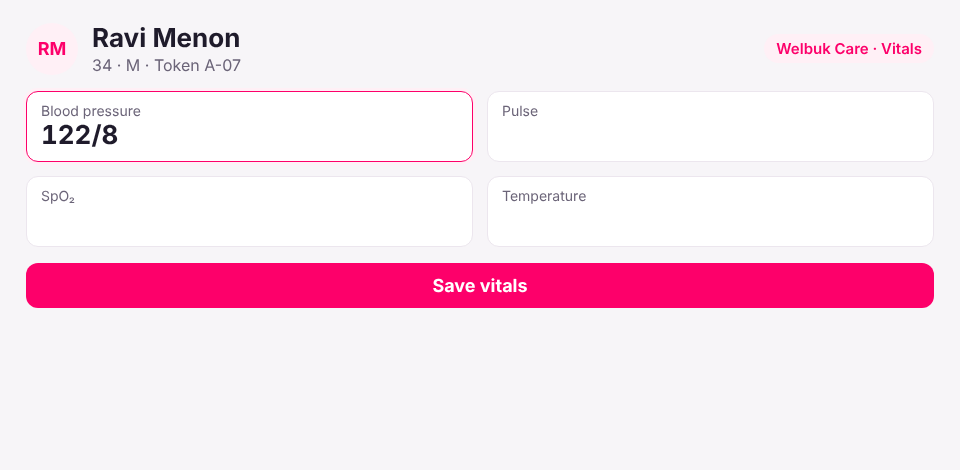 RM
Ravi Menon
34 · M · Token A-07
Welbuk Care · Vitals
Blood pressure
122/8
Pulse
SpO₂
Temperature
Save vitals